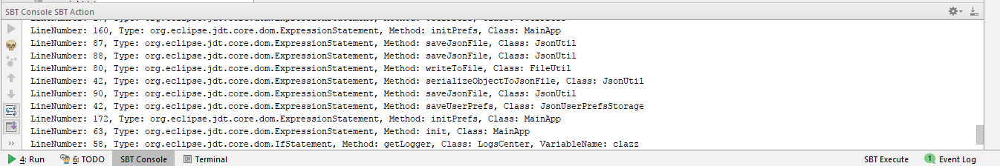 SBT Console SBT Action
LineNumber: 160, Type: org.eclipse.jdt.core.dom.ExpressionStatement, Method: initPrefs, Class: MainApp
LineNumber: 87, Type: org.eclipse.jdt.core.dom.ExpressionStatement, Method: saveJsonFile, Class: JsonUtil
LineNumber: 88, Type: org.eclipse.jdt.core.dom.ExpressionStatement, Method: saveJsonFile, Class: JsonUtil
LineNumber: 80, Type: org.eclipse.jdt.core.dom.ExpressionStatement, Method: writeToFile, Class: FileUtil
LineNumber: 42, Type: org.eclipse.jdt.core.dom.ExpressionStatement, Method: serializeObjectToJsonFile, Class: JsonUtil
LineNumber: 90, Type: org.eclipse.jdt.core.dom.ExpressionStatement, Method: saveJsonFile, Class: JsonUtil
LineNumber: 42, Type: org.eclipse.jdt.core.dom.ExpressionStatement, Method: saveUserPrefs, Class: JsonUserPrefsStorage
LineNumber: 172, Type: org.eclipse.jdt.core.dom.ExpressionStatement, Method: initPrefs, Class: MainApp
LineNumber: 63, Type: org.eclipse.jdt.core.dom.ExpressionStatement, Method: init, Class: MainApp
LineNumber: 58, Type: org.eclipse.jdt.core.dom.IfStatement, Method: getLogger, Class: LogsCenter, VariableName: clazz
4: Run 6: TODO SBT Console Terminal SBT Execute 1 Event Log